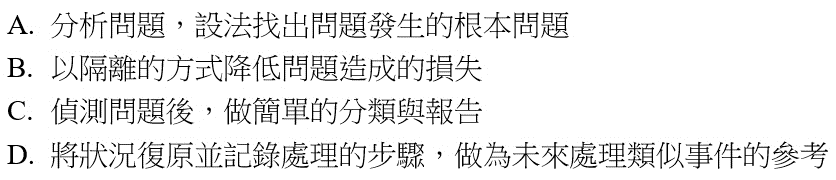 A. 分析問題，設法找出問題發生的根本問題
B. 以隔離的方式降低問題造成的損失
C. 偵測問題後，做簡單的分類與報告
D. 將狀況復原並記錄處理的步驟，做為未來處理類似事件的參考